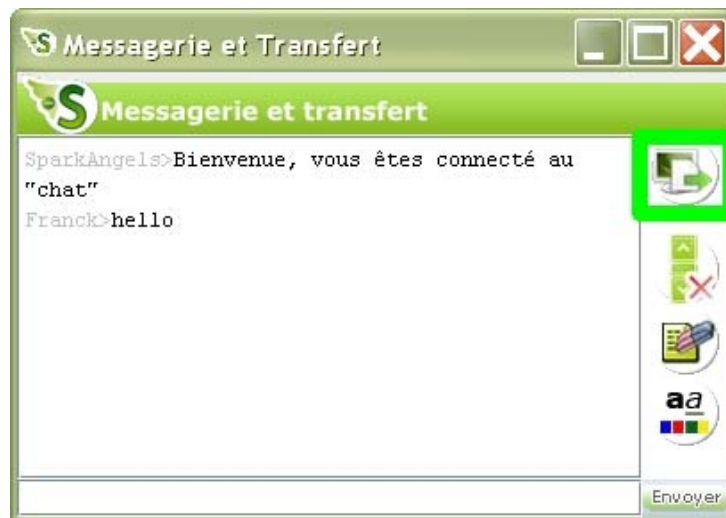 Messagerie et Transfert
Messagerie et transfert
SparkAngels>Bienvenue, vous êtes connecté au
"chat"
Franck>hello
aa
Envoyer